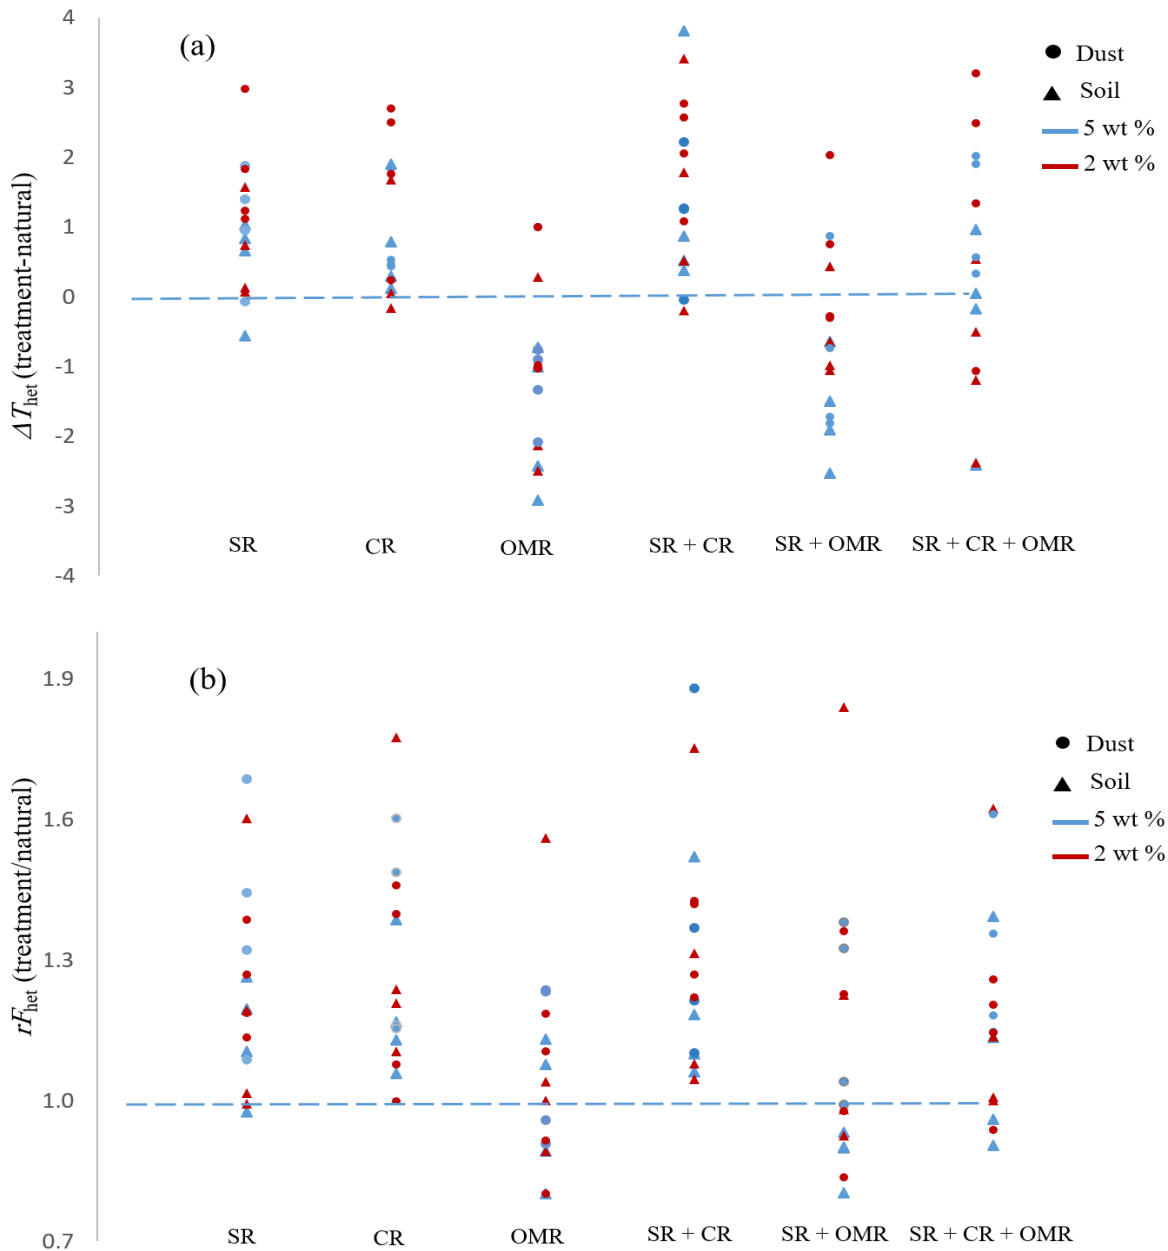 4
(a)
Dust
3
Soil
5 wt %
2
2 wt %
1
0
-1
-2
-3
-4
ΔT_het (treatment-natural)
SR
CR
OMR
SR + CR
SR + OMR
SR + CR + OMR
(b)
1.9
Dust
Soil
1.6
5 wt %
2 wt %
1.3
1.0
0.7
rF_het (treatment/natural)
SR
CR
OMR
SR + CR
SR + OMR
SR + CR + OMR